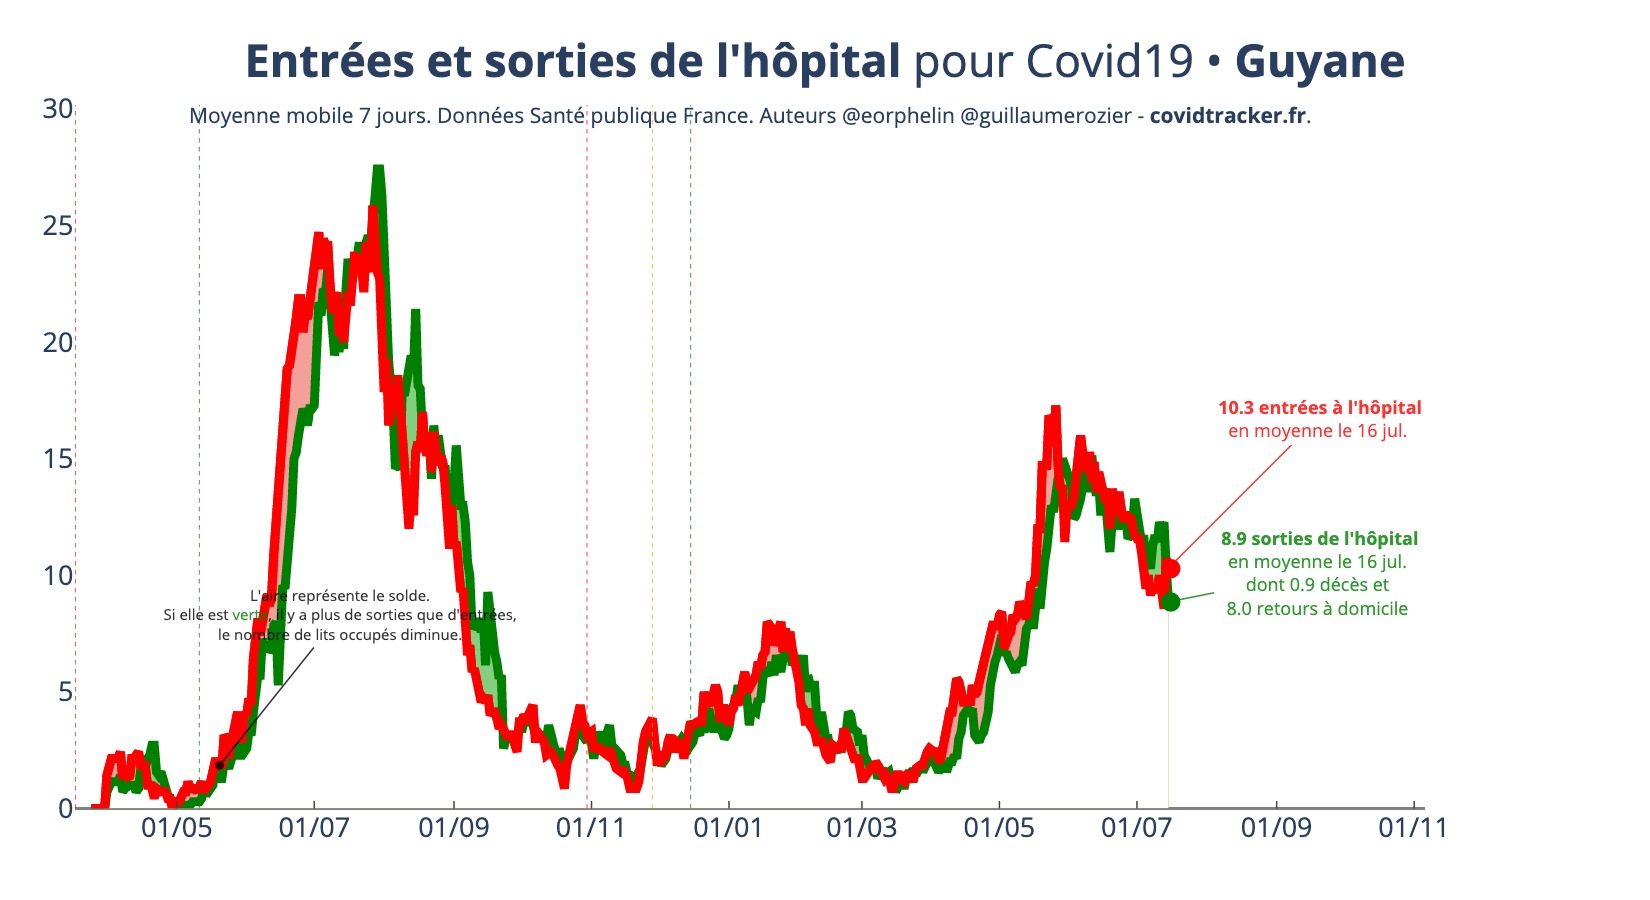 Entrées et sorties de l'hôpital pour Covid19 • Guyane
Moyenne mobile 7 jours. Données Santé publique France. Auteurs @eorphelin @guillaumerozier - covidtracker.fr.
30
25
20
15
10
5
0
10.3 entrées à l'hôpital
en moyenne le 16 jul.
8.9 sorties de l'hôpital
en moyenne le 16 jul.
dont 0.9 décès et
8.0 retours à domicile
L'aire représente le solde.
Si elle est verte, il y a plus de sorties que d'entrées,
le nombre de lits occupés diminue.
01/05 01/07 01/09 01/11 01/01 01/03 01/05 01/07 01/09 01/11